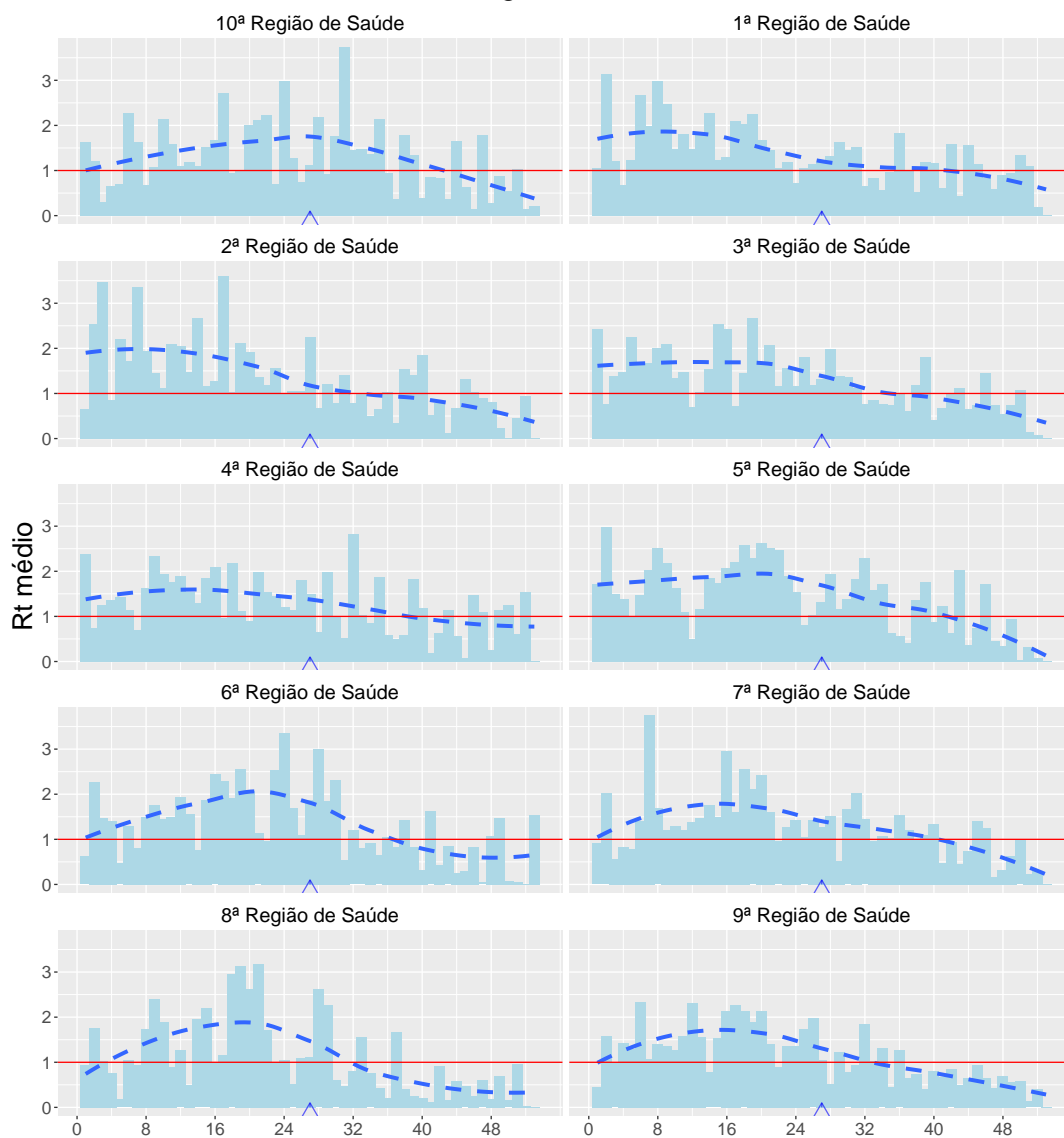 10ª Região de Saúde
1ª Região de Saúde
3
2
1
0
2ª Região de Saúde
3ª Região de Saúde
3
2
1
0
4ª Região de Saúde
5ª Região de Saúde
3
2
1
0
Rt médio
6ª Região de Saúde
7ª Região de Saúde
3
2
1
0
8ª Região de Saúde
9ª Região de Saúde
3
2
1
0
0 8 16 24 32 40 48 0 8 16 24 32 40 48